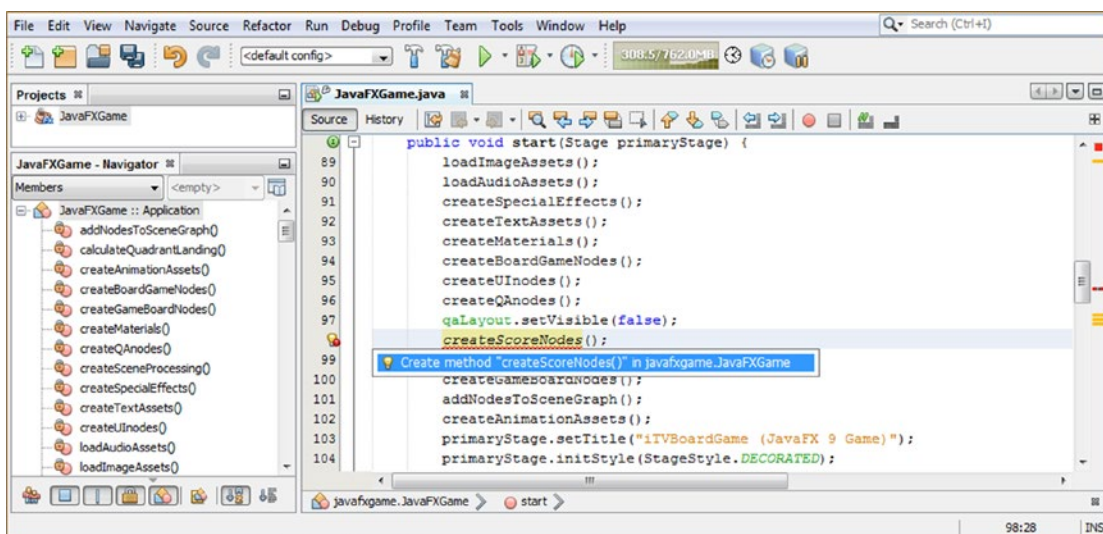 File Edit View Navigate Source Refactor Run Debug Profile Team Tools Window Help
Search (Ctrl+I)
<default config>
308.5/762.0MB
Projects
JavaFXGame
JavaFXGame - Navigator
Members
<empty>
JavaFXGame :: Application
addNodesToSceneGraph()
calculateQuadrantLanding()
createAnimationAssets()
createBoardGameNodes()
createGameBoardNodes()
createMaterials()
createQAnodes()
createSceneProcessing()
createSpecialEffects()
createTextAssets()
createUInodes()
loadAudioAssets()
loadImageAssets()
JavaFXGame.java
Source History
public void start(Stage primaryStage) {
89 loadImageAssets();
90 loadAudioAssets();
91 createSpecialEffects();
92 createTextAssets();
93 createMaterials();
94 createBoardGameNodes();
95 createUInodes();
96 createQAnodes();
97 qaLayout.setVisible(false);
createScoreNodes();
99
Create method "createScoreNodes()" in javafxgame.JavaFXGame
100 createGameBoardNodes();
101 addNodesToSceneGraph();
102 createAnimationAssets();
103 primaryStage.setTitle("iTVBoardGame (JavaFX 9 Game)");
104 primaryStage.initStyle(StageStyle.DECORATED);
javafxgame.JavaFXGame
start
98:28
INS